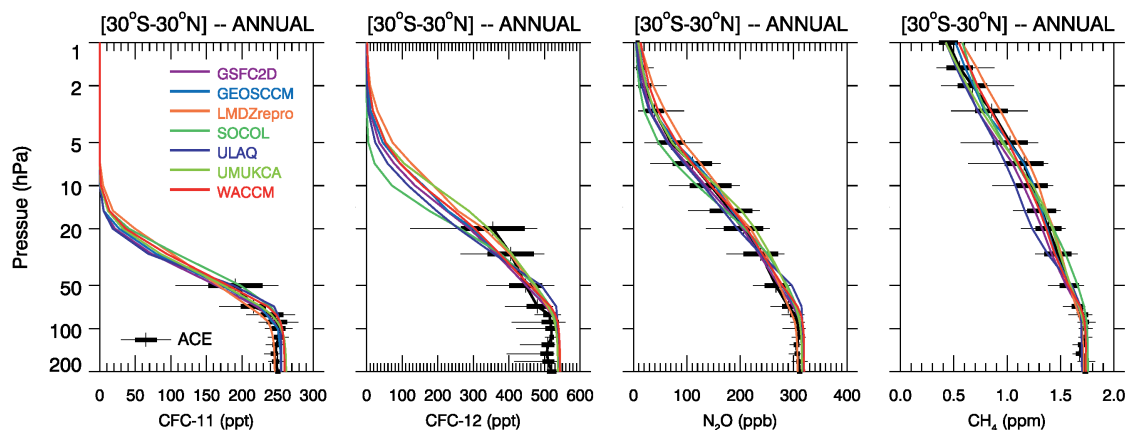 [30°S-30°N] -- ANNUAL
[30°S-30°N] -- ANNUAL
[30°S-30°N] -- ANNUAL
[30°S-30°N] -- ANNUAL
Pressue (hPa)
1
2
5
10
20
50
100
200
GSFC2D
GEOSCCM
LMDZrepro
SOCOL
ULAQ
UMUKCA
WACCM
ACE
0 50 100 150 200 250 300
CFC-11 (ppt)
0 100 200 300 400 500 600
CFC-12 (ppt)
0 100 200 300 400
N₂O (ppb)
0.0 0.5 1.0 1.5 2.0
CH₄ (ppm)